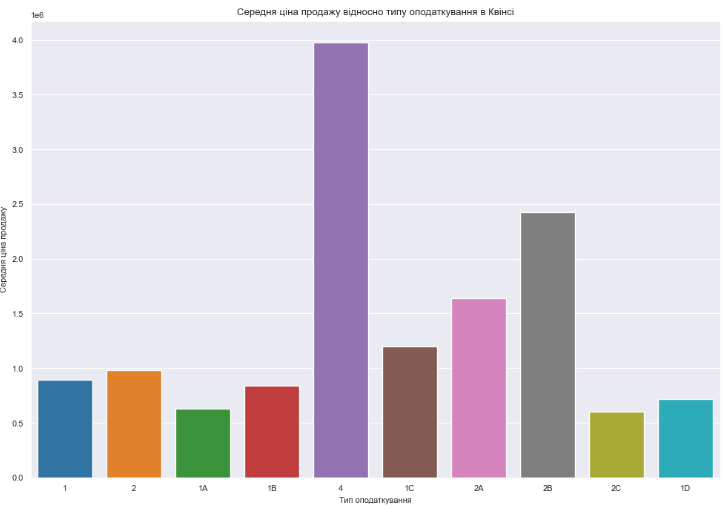 Середня ціна продажу відносно типу оподаткування в Квінсі
1e6
4.0
3.5
3.0
2.5
2.0
1.5
1.0
0.5
0.0
Середня ціна продажу
1 2 1A 1B 4 1C 2A 2B 2C 1D
Тип оподаткування